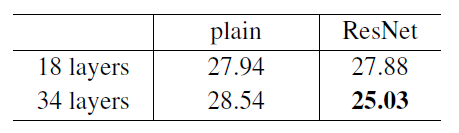 plain ResNet
18 layers 27.94 27.88
34 layers 28.54 25.03